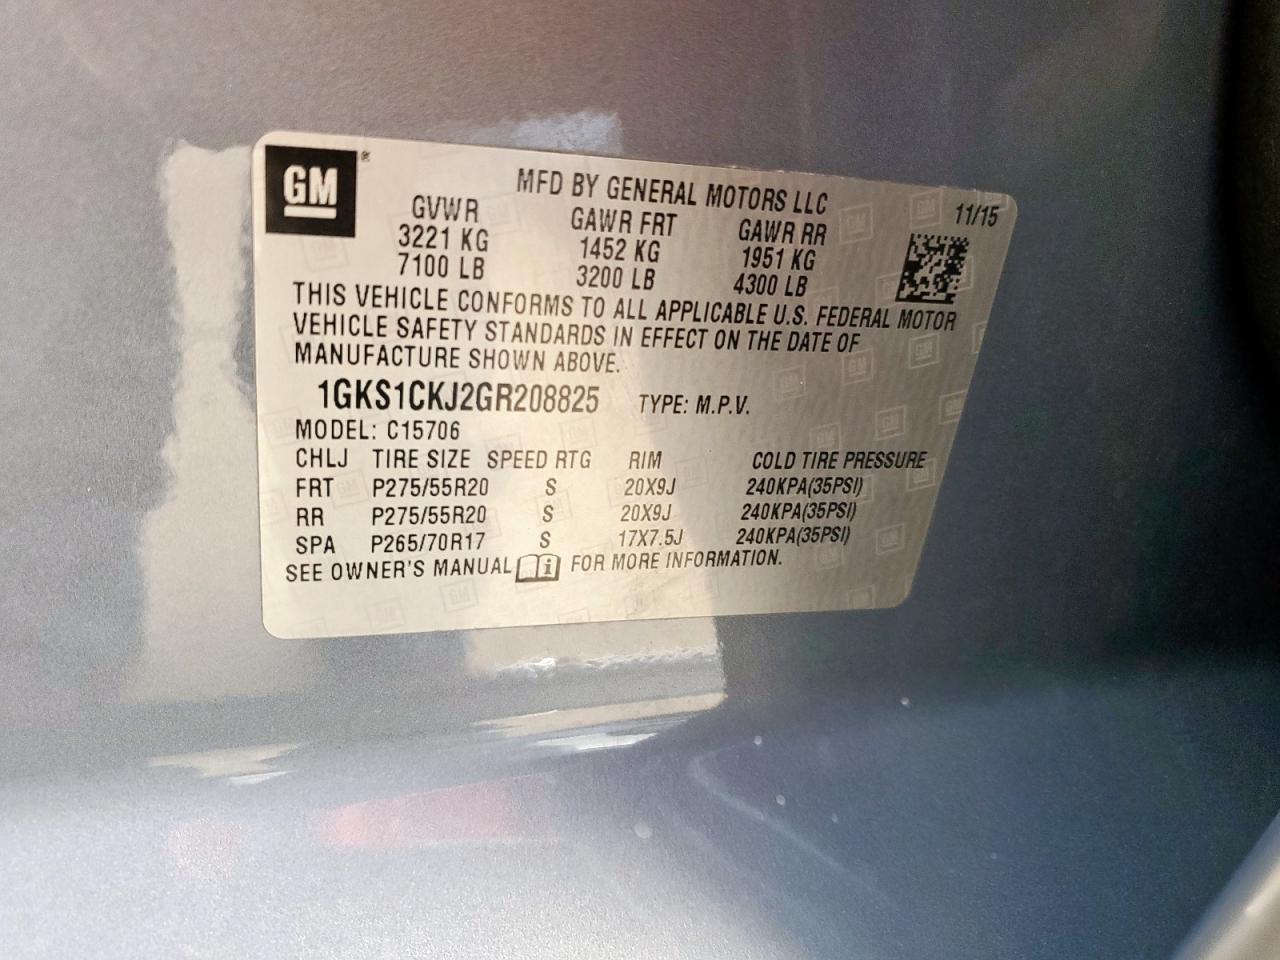 GM®
MFD BY GENERAL MOTORS LLC
11/15
GVWR GAWR FRT GAWR RR
3221 KG 1452 KG 1951 KG
7100 LB 3200 LB 4300 LB
THIS VEHICLE CONFORMS TO ALL APPLICABLE U.S. FEDERAL MOTOR
VEHICLE SAFETY STANDARDS IN EFFECT ON THE DATE OF
MANUFACTURE SHOWN ABOVE.
1GKS1CKJ2GR208825 TYPE: M.P.V.
MODEL: C15706
CHLJ TIRE SIZE SPEED RTG RIM COLD TIRE PRESSURE
FRT P275/55R20 S 20X9J 240KPA(35PSI)
RR P275/55R20 S 20X9J 240KPA(35PSI)
SPA P265/70R17 S 17X7.5J 240KPA(35PSI)
SEE OWNER'S MANUAL FOR MORE INFORMATION.